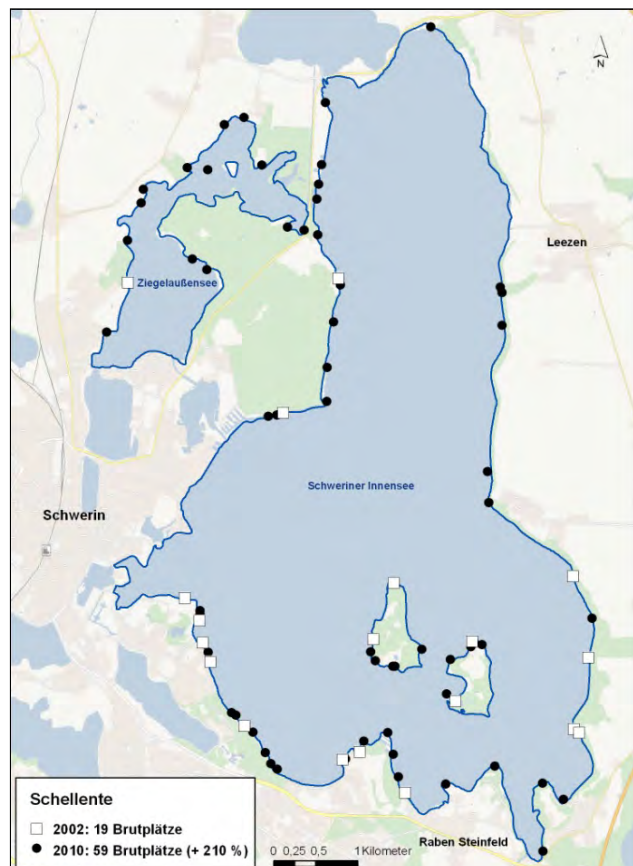 N
Leezen
Ziegelaußensee
Schweriner Innensee
Schwerin
Schellente
2002: 19 Brutplätze
2010: 59 Brutplätze (+ 210 %)
0 0,25 0,5 1 Kilometer
Raben Steinfeld